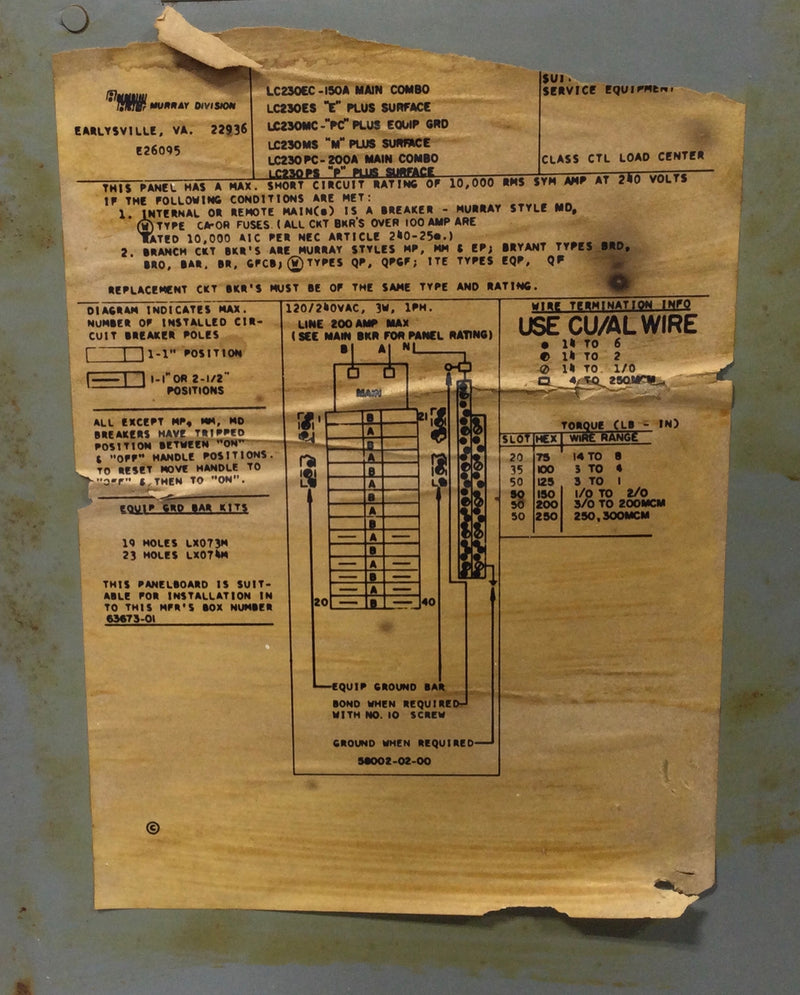 MURRAY DIVISION
EARLYSVILLE, VA. 22936
E26095
LC230EC-150A MAIN COMBO
LC230ES "E" PLUS SURFACE
LC230MC-"PC" PLUS EQUIP GRD
LC230MS "M" PLUS SURFACE
LC230PC-200A MAIN COMBO
LC230PS "P" PLUS SURFACE
SERVICE EQUIPMENT
CLASS CTL LOAD CENTER
THIS PANEL HAS A MAX. SHORT CIRCUIT RATING OF 10,000 RMS SYM AMP AT 240 VOLTS
IF THE FOLLOWING CONDITIONS ARE MET:
1. INTERNAL OR REMOTE MAIN(S) IS A BREAKER - MURRAY STYLE MD,
W TYPE CA-OR FUSES. (ALL CKT BKR'S OVER 100 AMP ARE
RATED 10,000 AIC PER NEC ARTICLE 240-250.)
2. BRANCH CKT BKR'S ARE MURRAY STYLES MP, MM & EP; BRYANT TYPES BRD,
BRO, BAR, BR, GFCB; W TYPES QP, QPGF; ITE TYPES EQP, QF
REPLACEMENT CKT BKR'S MUST BE OF THE SAME TYPE AND RATING.
DIAGRAM INDICATES MAX.
NUMBER OF INSTALLED CIR-
CUIT BREAKER POLES
1-1" POSITION
1-1" OR 2-1/2"
POSITIONS
ALL EXCEPT MP, MM, MD
BREAKERS HAVE TRIPPED
POSITION BETWEEN "ON"
& "OFF" HANDLE POSITIONS.
TO RESET MOVE HANDLE TO
"OFF" & THEN TO "ON".
EQUIP GRD BAR KITS
19 HOLES LX073M
23 HOLES LX074M
THIS PANELBOARD IS SUIT-
ABLE FOR INSTALLATION IN
TO THIS MFR'S BOX NUMBER
63673-01
120/240VAC, 3W, 1PH.
LINE 200 AMP MAX
(SEE MAIN BKR FOR PANEL RATING)
B A N
MAIN
1 B 21
A
B
A
B
A
B
A
B
A
B
A
B
A
B
A
20 B 40
EQUIP GROUND BAR
BOND WHEN REQUIRED
WITH NO. 10 SCREW
GROUND WHEN REQUIRED
58002-02-00
WIRE TERMINATION INFO
USE CU/AL WIRE
14 TO 6
14 TO 2
14 TO 1/0
4 TO 250MCM
TORQUE (LB - IN)
SLOT HEX WIRE RANGE
20 75 14 TO 8
35 100 3 TO 4
50 125 3 TO 1
50 150 1/0 TO 2/0
50 200 3/0 TO 200MCM
50 250 250,300MCM
©